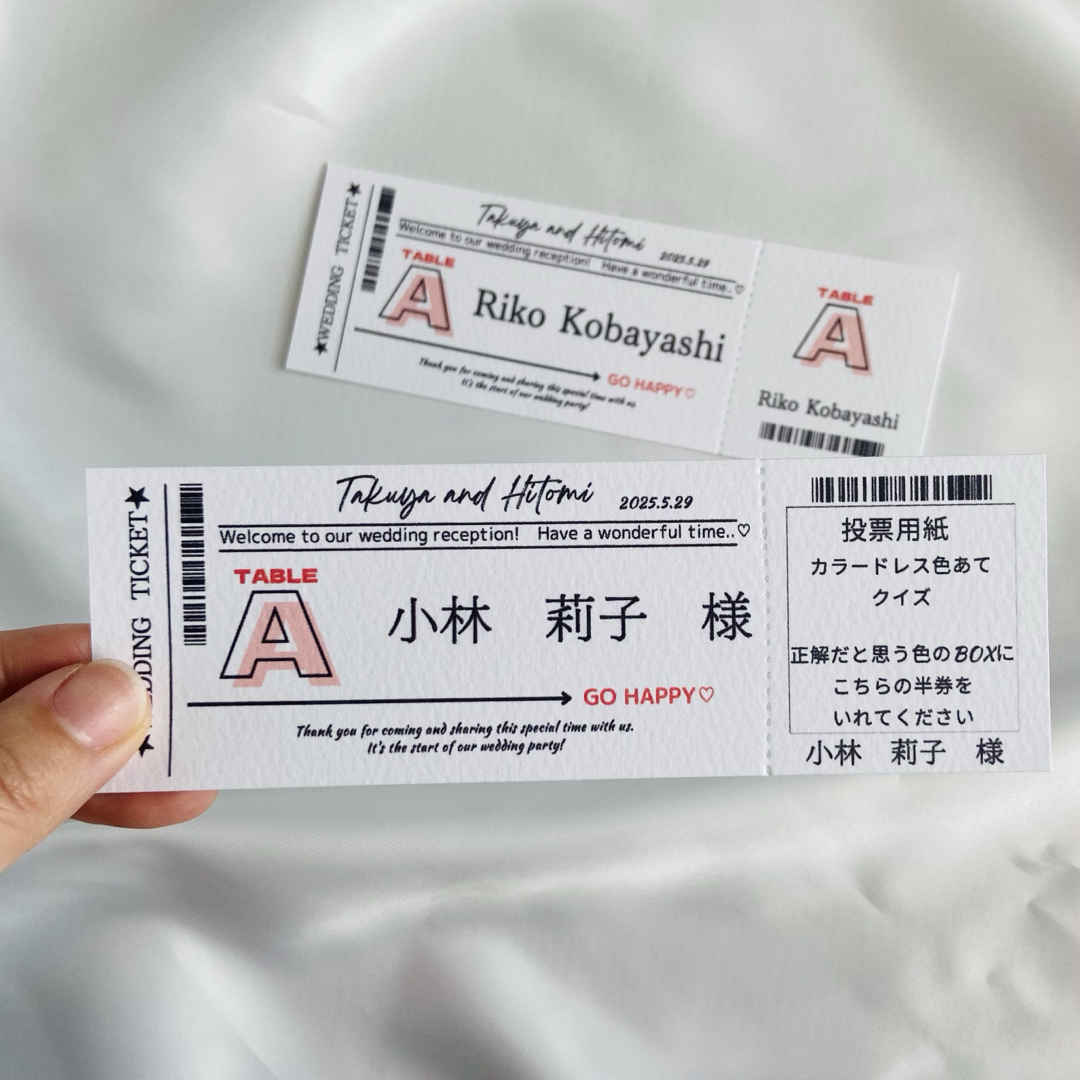 ★WEDDING TICKET★
Takuya and Hitomi 2025.5.29
Welcome to our wedding reception! Have a wonderful time..♡
TABLE
A
Riko Kobayashi
GO HAPPY♡
Thank you for coming and sharing this special time with us.
It's the start of our wedding party!
TABLE
A
Riko Kobayashi
DDING TICKET★
Takuya and Hitomi 2025.5.29
Welcome to our wedding reception! Have a wonderful time..♡
TABLE
A
小林 莉子 様
GO HAPPY♡
Thank you for coming and sharing this special time with us.
It's the start of our wedding party!
投票用紙
カラードレス色あて
クイズ
正解だと思う色のBOXに
こちらの半券を
いれてください
小林 莉子 様